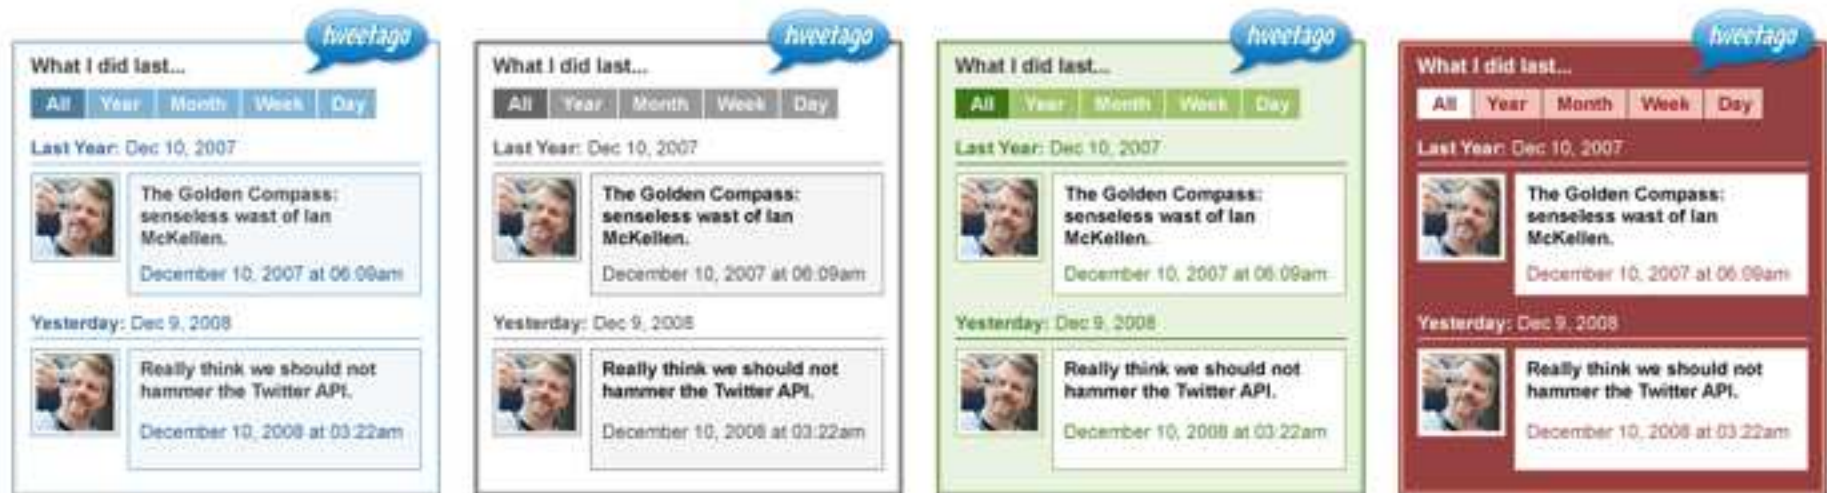 tweetago
What I did last...
All Year Month Week Day
Last Year: Dec 10, 2007
The Golden Compass:
senseless wast of Ian
McKellen.
December 10, 2007 at 06:09am
Yesterday: Dec 9, 2008
Really think we should not
hammer the Twitter API.
December 10, 2008 at 03:22am
tweetago
What I did last...
All Year Month Week Day
Last Year: Dec 10, 2007
The Golden Compass:
senseless wast of Ian
McKellen.
December 10, 2007 at 06:09am
Yesterday: Dec 9, 2008
Really think we should not
hammer the Twitter API.
December 10, 2008 at 03:22am
tweetago
What I did last...
All Year Month Week Day
Last Year: Dec 10, 2007
The Golden Compass:
senseless wast of Ian
McKellen.
December 10, 2007 at 06:09am
Yesterday: Dec 9, 2008
Really think we should not
hammer the Twitter API.
December 10, 2008 at 03:22am
tweetago
What I did last...
All Year Month Week Day
Last Year: Dec 10, 2007
The Golden Compass:
senseless wast of Ian
McKellen.
December 10, 2007 at 06:09am
Yesterday: Dec 9, 2008
Really think we should not
hammer the Twitter API.
December 10, 2008 at 03:22am